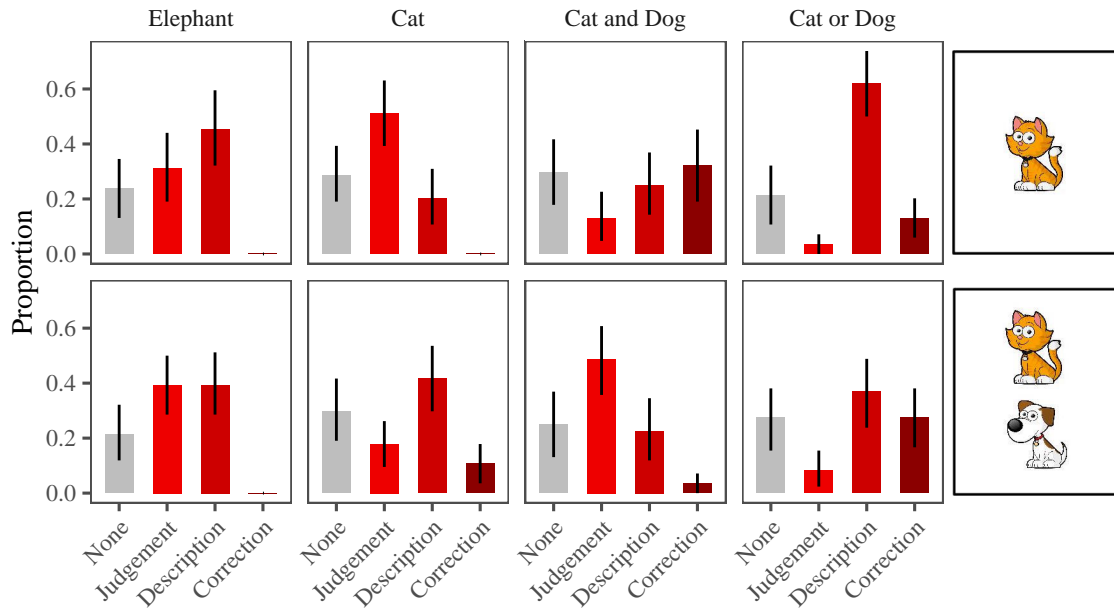 Elephant Cat Cat and Dog Cat or Dog
Proportion
0.6
0.4
0.2
0.0
0.6
0.4
0.2
0.0
None Judgement Description Correction None Judgement Description Correction None Judgement Description Correction None Judgement Description Correction